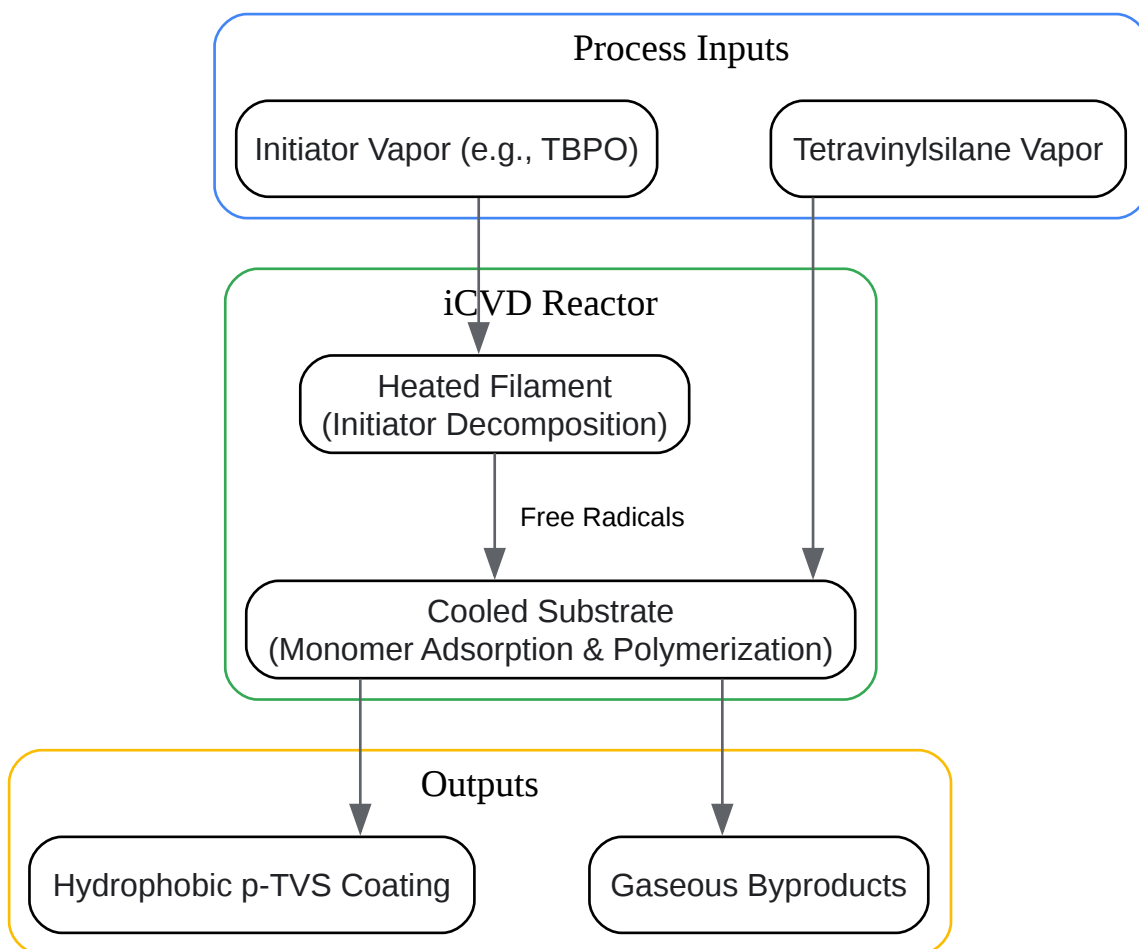 Process Inputs
Initiator Vapor (e.g., TBPO)
Tetravinylsilane Vapor
iCVD Reactor
Heated Filament
(Initiator Decomposition)
Free Radicals
Cooled Substrate
(Monomer Adsorption & Polymerization)
Outputs
Hydrophobic p-TVS Coating
Gaseous Byproducts